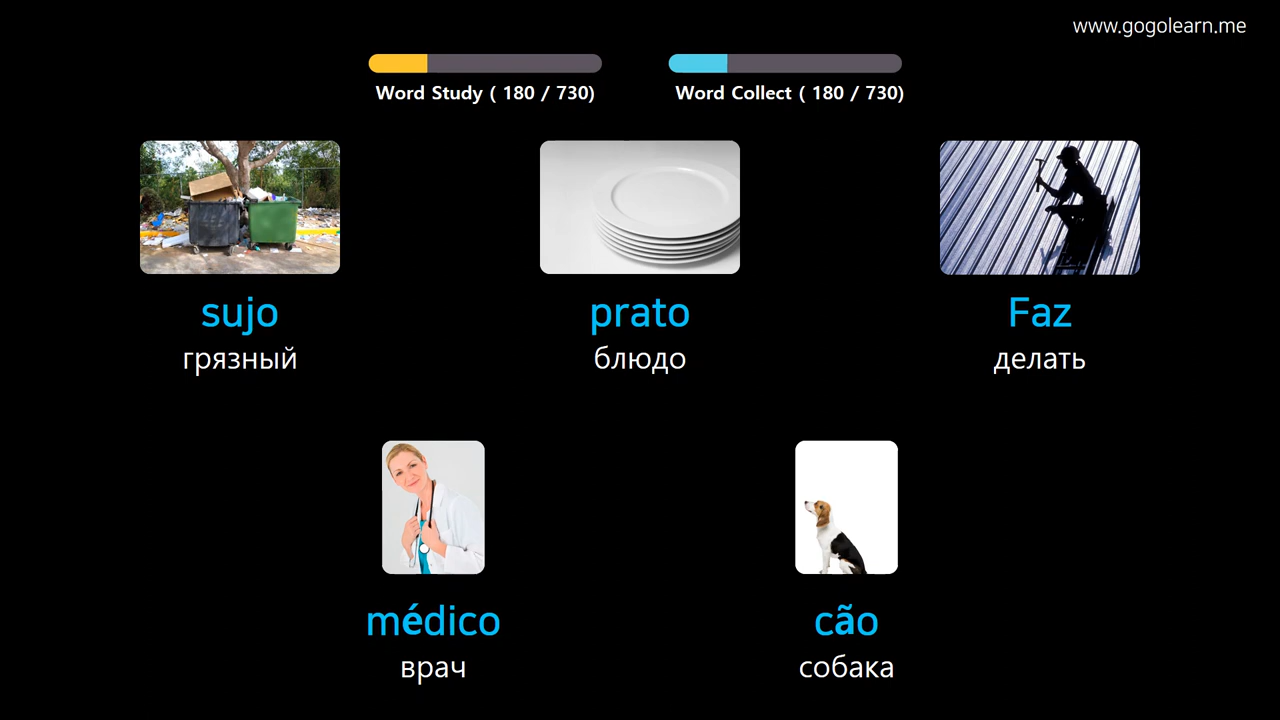 www.gogolearn.me
Word Study ( 180 / 730)
Word Collect ( 180 / 730)
sujo
грязный
prato
блюдо
Faz
делать
médico
врач
cão
собака